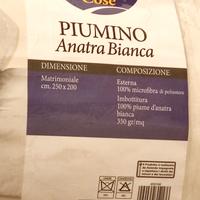 Cose
PIUMINO
Anatra Bianca
DIMENSIONE
Matrimoniale
cm. 250 x 200
COMPOSIZIONE
Esterna
100% microfibra di poliestere
Imbottitura
100% piume d'anatra
bianca
350 gr/mq